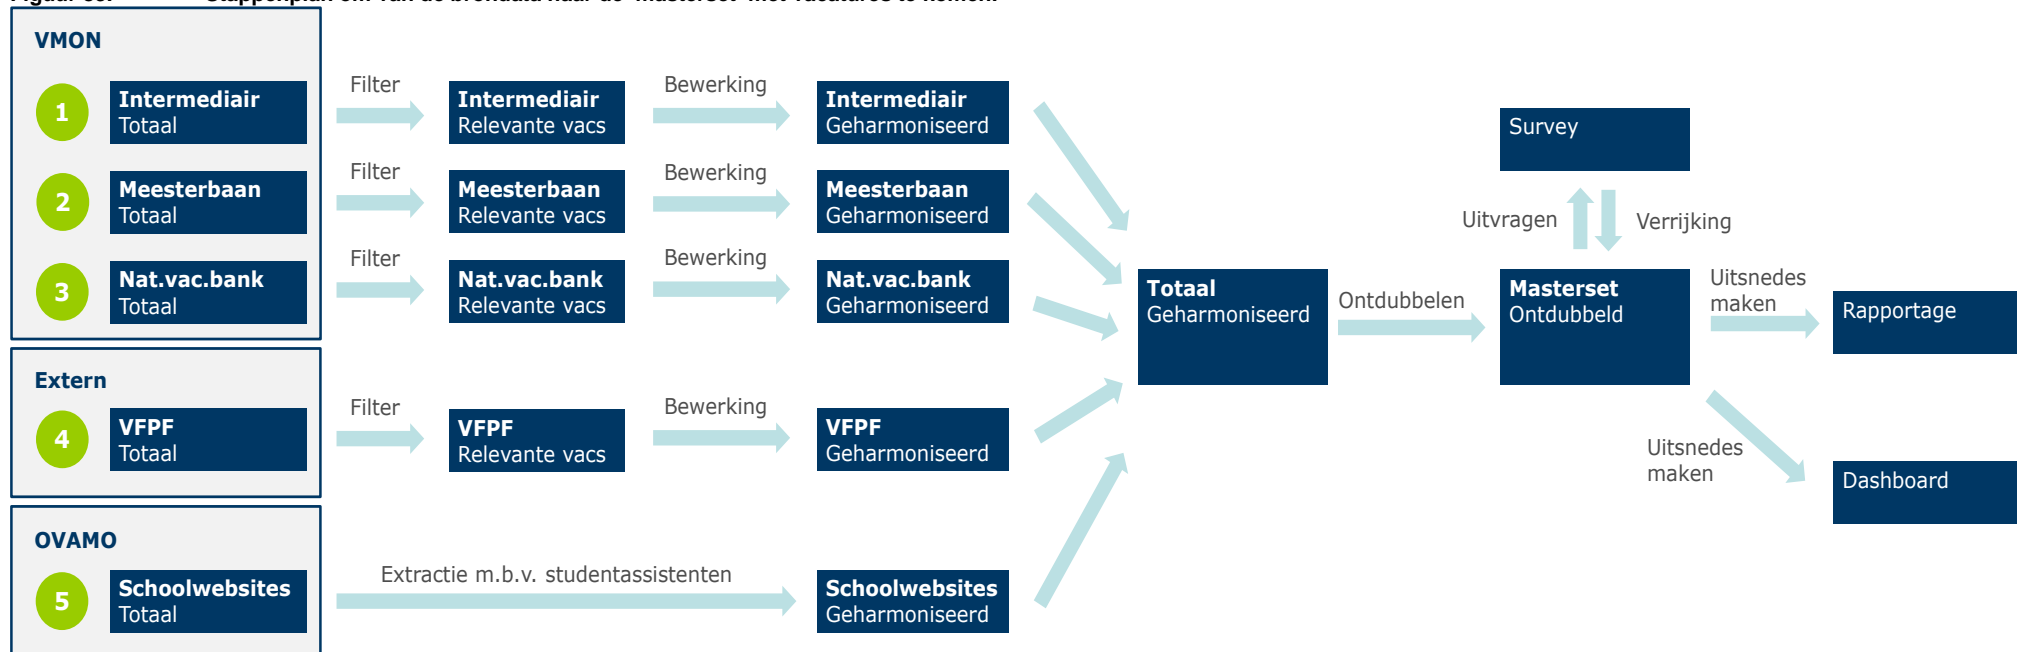 VMON
1
Intermediair
Totaal
Filter
Intermediair
Relevante vacs
Bewerking
Intermediair
Geharmoniseerd
2
Meesterbaan
Totaal
Filter
Meesterbaan
Relevante vacs
Bewerking
Meesterbaan
Geharmoniseerd
3
Nat.vac.bank
Totaal
Filter
Nat.vac.bank
Relevante vacs
Bewerking
Nat.vac.bank
Geharmoniseerd
Extern
4
VFPF
Totaal
Filter
VFPF
Relevante vacs
Bewerking
VFPF
Geharmoniseerd
OVAMO
5
Schoolwebsites
Totaal
Extractie m.b.v. studentassistenten
Schoolwebsites
Geharmoniseerd
Totaal
Geharmoniseerd
Ontdubbelen
Masterset
Ontdubbeld
Uitvragen
Verrijking
Survey
Uitsnedes
maken
Rapportage
Uitsnedes
maken
Dashboard